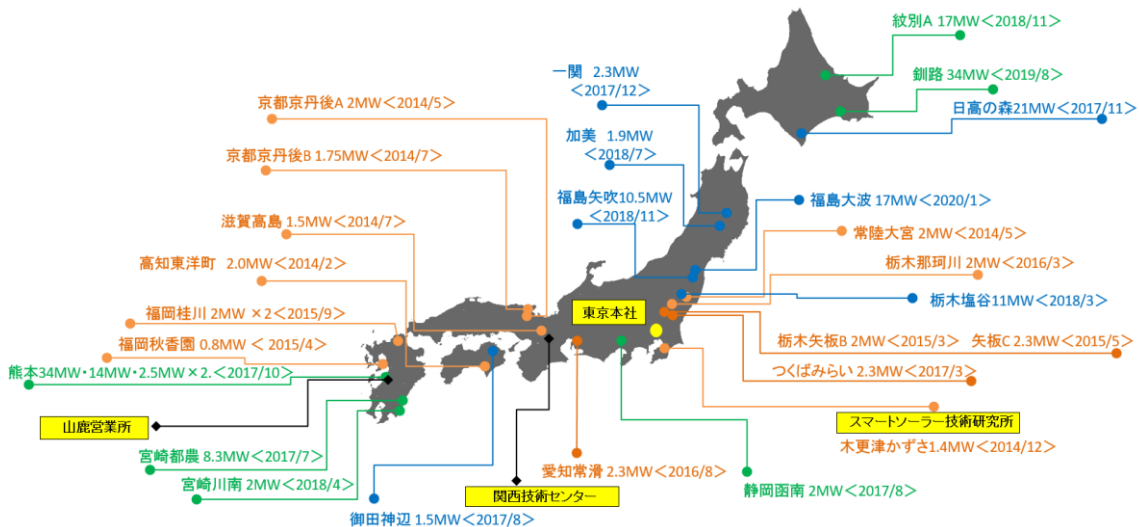 紋別A 17MW＜2018/11＞
釧路 34MW＜2019/8＞
日高の森21MW＜2017/11＞
一関 2.3MW
＜2017/12＞
加美 1.9MW
＜2018/7＞
福島矢吹10.5MW
＜2018/11＞
京都京丹後A 2MW＜2014/5＞
京都京丹後B 1.75MW＜2014/7＞
滋賀高島 1.5MW＜2014/7＞
高知東洋町 2.0MW＜2014/2＞
福岡桂川 2MW ×2＜2015/9＞
福岡秋香園 0.8MW ＜ 2015/4＞
熊本34MW・14MW・2.5MW×2.＜2017/10＞
山鹿営業所
宮崎都農 8.3MW＜2017/7＞
宮崎川南 2MW＜2018/4＞
御田神辺 1.5MW＜2017/8＞
関西技術センター
愛知常滑 2.3MW＜2016/8＞
東京本社
福島大波 17MW＜2020/1＞
常陸大宮 2MW＜2014/5＞
栃木那珂川 2MW＜2016/3＞
栃木塩谷11MW＜2018/3＞
栃木矢板B 2MW＜2015/3＞ 矢板C 2.3MW＜2015/5＞
つくばみらい 2.3MW＜2017/3＞
スマートソーラー技術研究所
木更津かずさ1.4MW＜2014/12＞
静岡函南 2MW＜2017/8＞